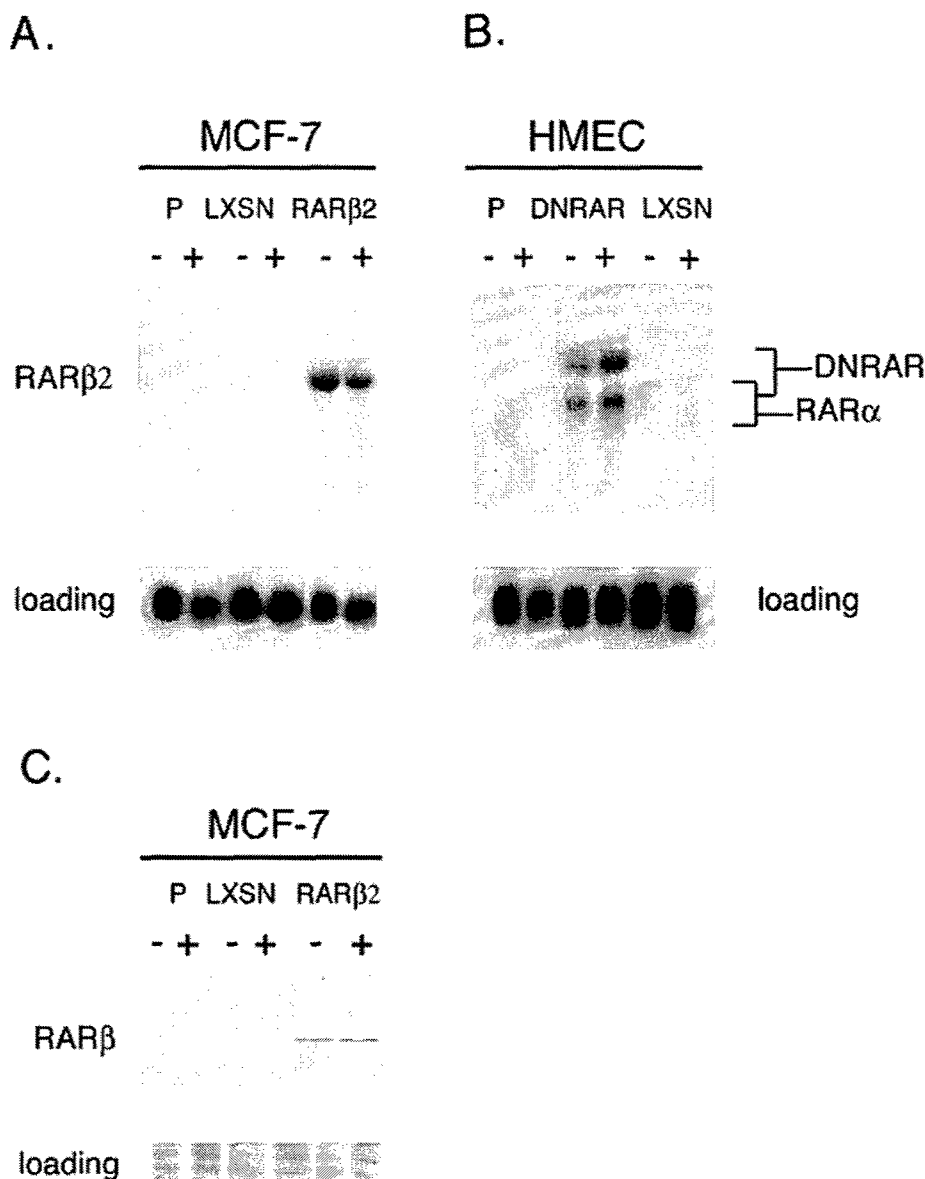 A.
B.
MCF-7
HMEC
P LXSN RARβ2
P DNRAR LXSN
- + - + - +
- + - + - +
RARβ2
DNRAR
RARα
loading
loading
C.
MCF-7
P LXSN RARβ2
- + - + - +
RARβ
loading